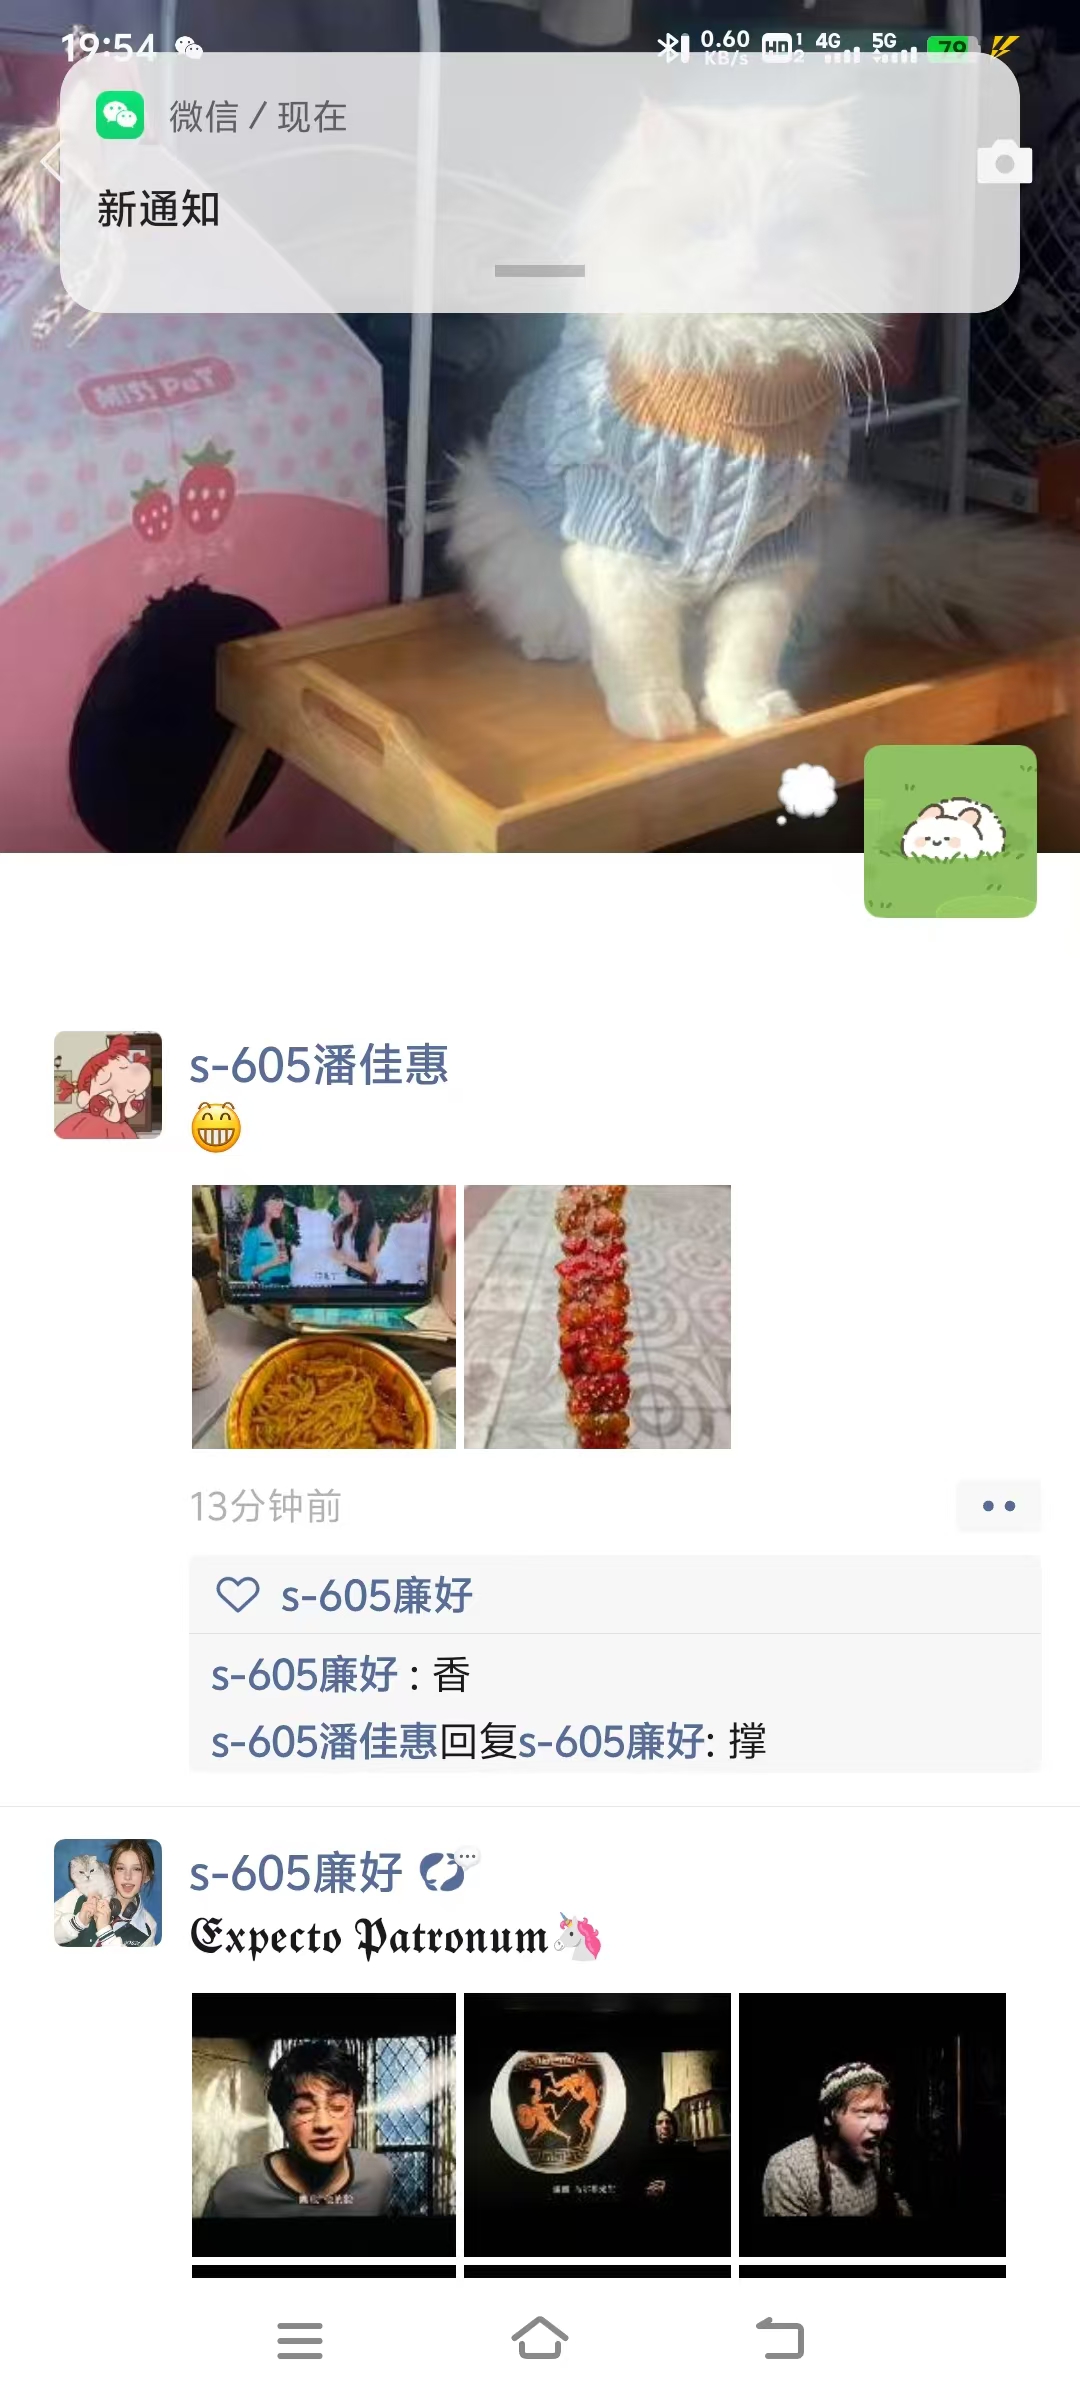 19:54
0.60 KB/s HD 1 2 4G 5G 79
微信 / 现在
新通知
MISS PET
s-605潘佳惠
13分钟前
s-605廉好
s-605廉好 : 香
s-605潘佳惠回复s-605廉好: 撑
s-605廉好
𝕰xpecto 𝕻atronum